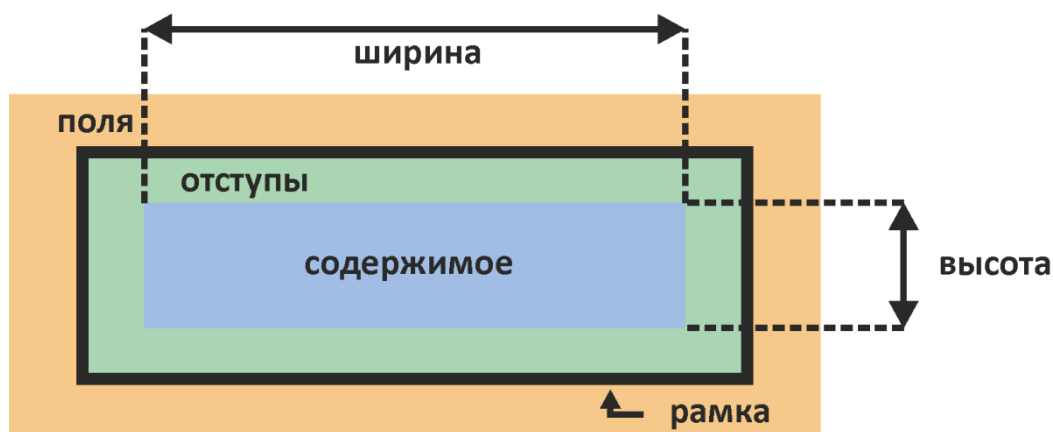 ширина
поля
отступы
содержимое
высота
рамка